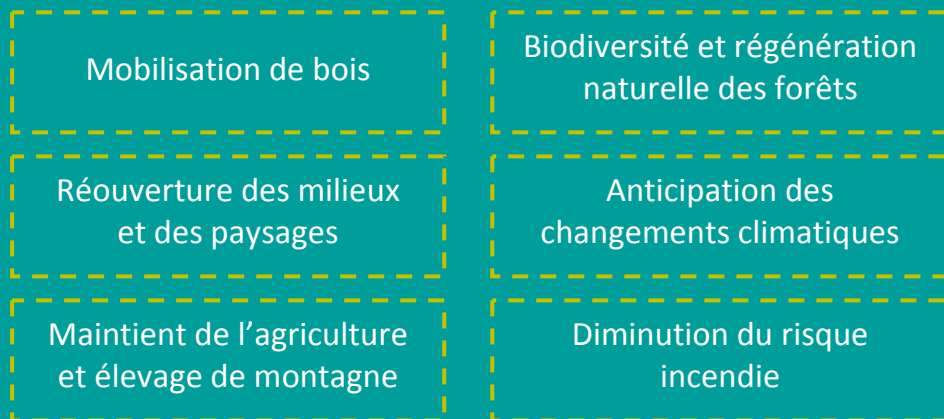 Mobilisation de bois
Biodiversité et régénération
naturelle des forêts
Réouverture des milieux
et des paysages
Anticipation des
changements climatiques
Maintient de l’agriculture
et élevage de montagne
Diminution du risque
incendie